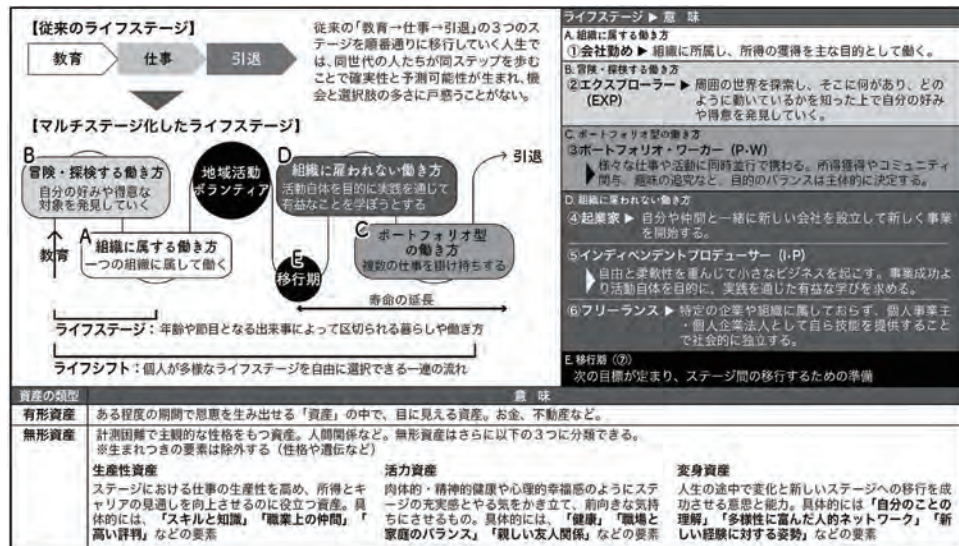 【従来のライフステージ】
教育
仕事
引退
従来の「教育→仕事→引退」の3つのス
テージを順番通りに移行していく人生で
は、同世代の人たちが同ステップを歩む
ことで確実性と予測可能性が生まれ、機
会と選択肢の多さに戸惑うことがない。
【マルチステージ化したライフステージ】
B
冒険・探検する働き方
自分の好みや得意な
対象を発見していく
地域活動
ボランティア
D
組織に雇われない働き方
活動自体を目的に実践を通じて
有益なことを学ぼうとする
引退
教育
A
組織に属する働き方
一つの組織に属して働く
E
移行期
C
ポートフォリオ型
の働き方
複数の仕事を掛け持ちする
寿命の延長
ライフステージ:年齢や節目となる出来事によって区切られる暮らしや働き方
ライフシフト:個人が多様なライフステージを自由に選択できる一連の流れ
ライフステージ ▶ 意 味
A. 組織に属する働き方
①会社勤め ▶ 組織に所属し、所得の獲得を主な目的として働く。
B. 冒険・探検する働き方
②エクスプローラー ▶ 周囲の世界を探索し、そこに何があり、どの
(EXP) ように動いているかを知った上で自分の好み
や得意を発見していく。
C. ポートフォリオ型の働き方
③ポートフォリオ・ワーカー (P・W)
▶ 様々な仕事や活動に同時並行で携わる。所得獲得やコミュニティ
関与、趣味の追究など、目的のバランスは主体的に決定する。
D. 組織に雇われない働き方
④起業家 ▶ 自分や仲間と一緒に新しい会社を設立して新しく事業
を開始する。
⑤インディペンデントプロデューサー (I・P)
▶ 自由と柔軟性を重んじて小さなビジネスを起こす。事業成功よ
り活動自体を目的に、実践を通じた有益な学びを求める。
⑥フリーランス ▶ 特定の企業や組織に属しておらず、個人事業主
・個人企業法人として自ら技能を提供すること
で社会的に独立する。
E. 移行期 (⑦)
次の目標が定まり、ステージ間の移行するための準備
資産の類型 意 味
有形資産 ある程度の期間で恩恵を生み出せる「資産」の中で、目に見える資産。お金、不動産など。
無形資産 計測困難で主観的な性格をもつ資産。人間関係など。無形資産はさらに以下の3つに分類できる。
※生まれつきの要素は除外する(性格や遺伝など)
生産性資産
ステージにおける仕事の生産性を高め、所得とキ
ャリアの見通しを向上させるのに役立つ資産。具
体的には、「スキルと知識」「職業上の仲間」「
高い評判」などの要素
活力資産
肉体的・精神的健康や心理的幸福感のようにステ
ージの充実感とやる気をかき立て、前向きな気持
ちにさせるもの。具体的には、「健康」「職場と
家庭のバランス」「親しい友人関係」などの要素
変身資産
人生の途中で変化と新しいステージへの移行を成
功させる意思と能力。具体的には「自分のことの
理解」「多様性に富んだ人的ネットワーク」「新
しい経験に対する姿勢」などの要素